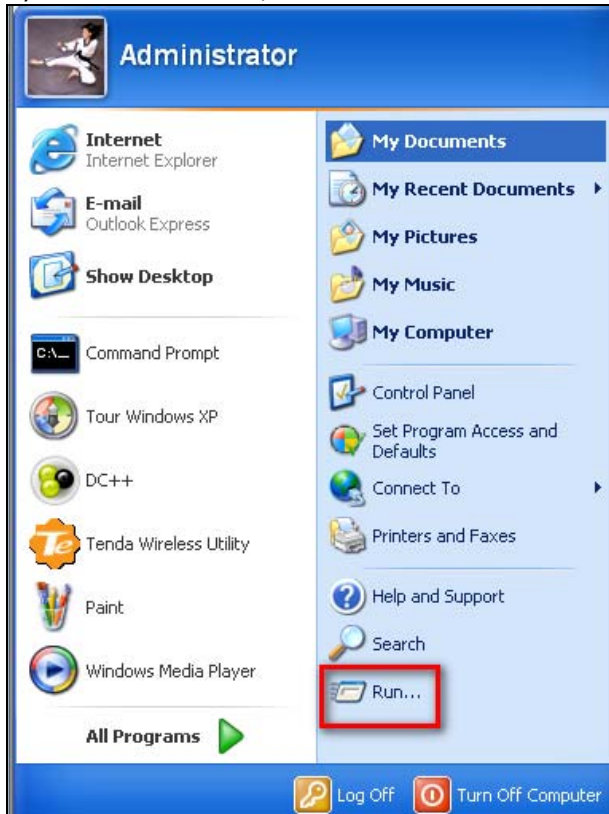 Administrator
Internet
Internet Explorer
E-mail
Outlook Express
Show Desktop
C:\_
Command Prompt
Tour Windows XP
DC++
Te
Tenda Wireless Utility
Paint
Windows Media Player
All Programs
My Documents
My Recent Documents
My Pictures
My Music
My Computer
Control Panel
Set Program Access and
Defaults
Connect To
Printers and Faxes
Help and Support
Search
Run...
Log Off
Turn Off Computer